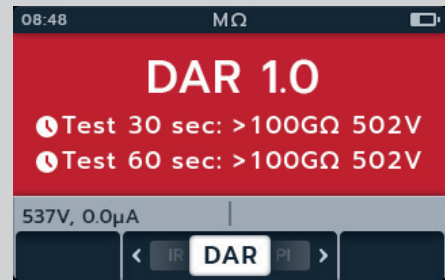 08:48 MΩ
DAR 1.0
Test 30 sec: >100GΩ 502V
Test 60 sec: >100GΩ 502V
537V, 0.0µA
< IR DAR PI >